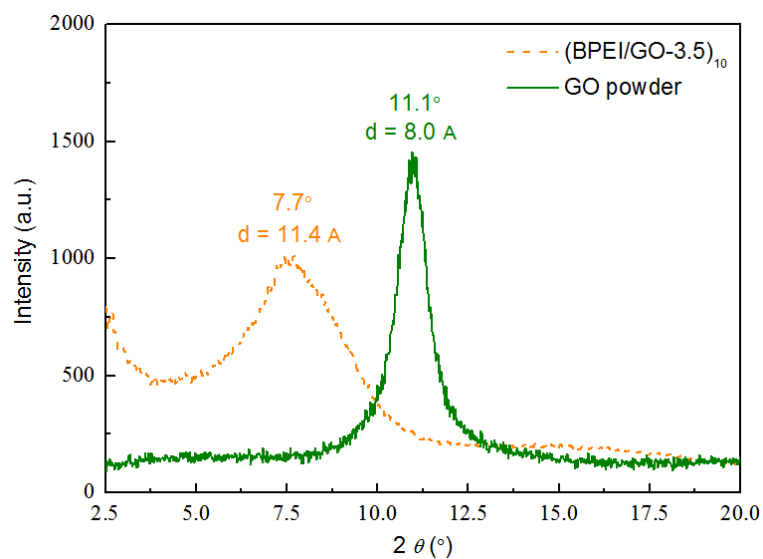 2000
1500
1000
500
0
Intensity (a.u.)
(BPEI/GO-3.5)₁₀
GO powder
11.1°
d = 8.0 A
7.7°
d = 11.4 A
2.5 5.0 7.5 10.0 12.5 15.0 17.5 20.0
2 θ (°)